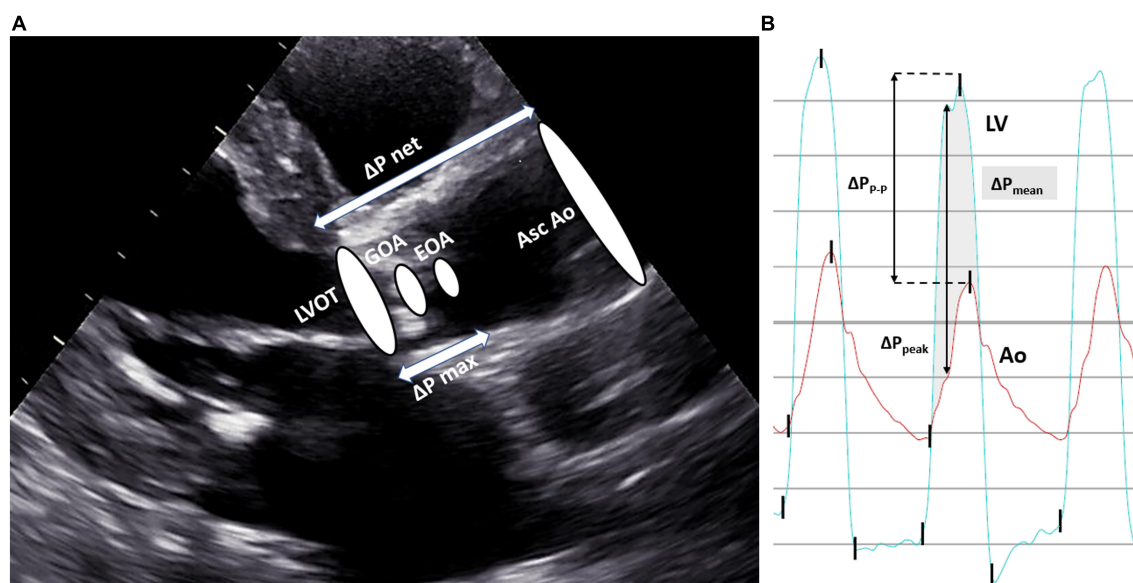 A
ΔP net
GOA
EOA
Asc Ao
LVOT
ΔP max
B
LV
ΔPP-P
ΔPmean
ΔPpeak
Ao